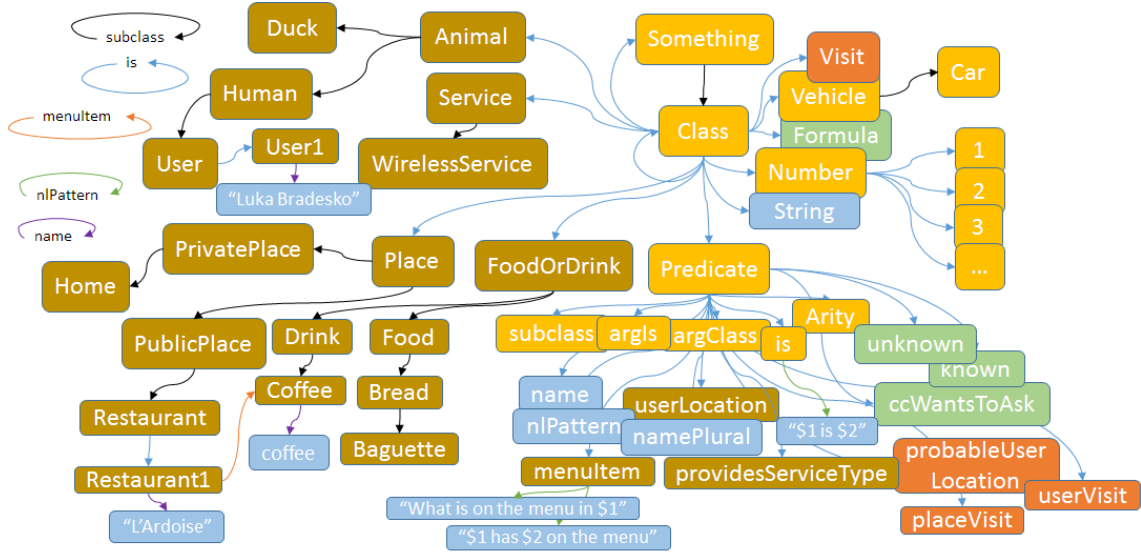 subclass
is
menuItem
nlPattern
name
Duck
Animal
Something
Visit
Car
Vehicle
Human
Service
Class
Formula
User
User1
WirelessService
Number
1
"Luka Bradesko"
String
2
3
...
PrivatePlace
Place
FoodOrDrink
Predicate
Home
PublicPlace
Drink
Food
subclass
argIs
argClass
is
Arity
unknown
known
Coffee
Bread
name
userLocation
ccWantsToAsk
Restaurant
nlPattern
namePlural
"$1 is $2"
coffee
Baguette
menuItem
providesServiceType
probableUser
Location
userVisit
placeVisit
Restaurant1
"What is on the menu in $1"
"L'Ardoise"
"$1 has $2 on the menu"